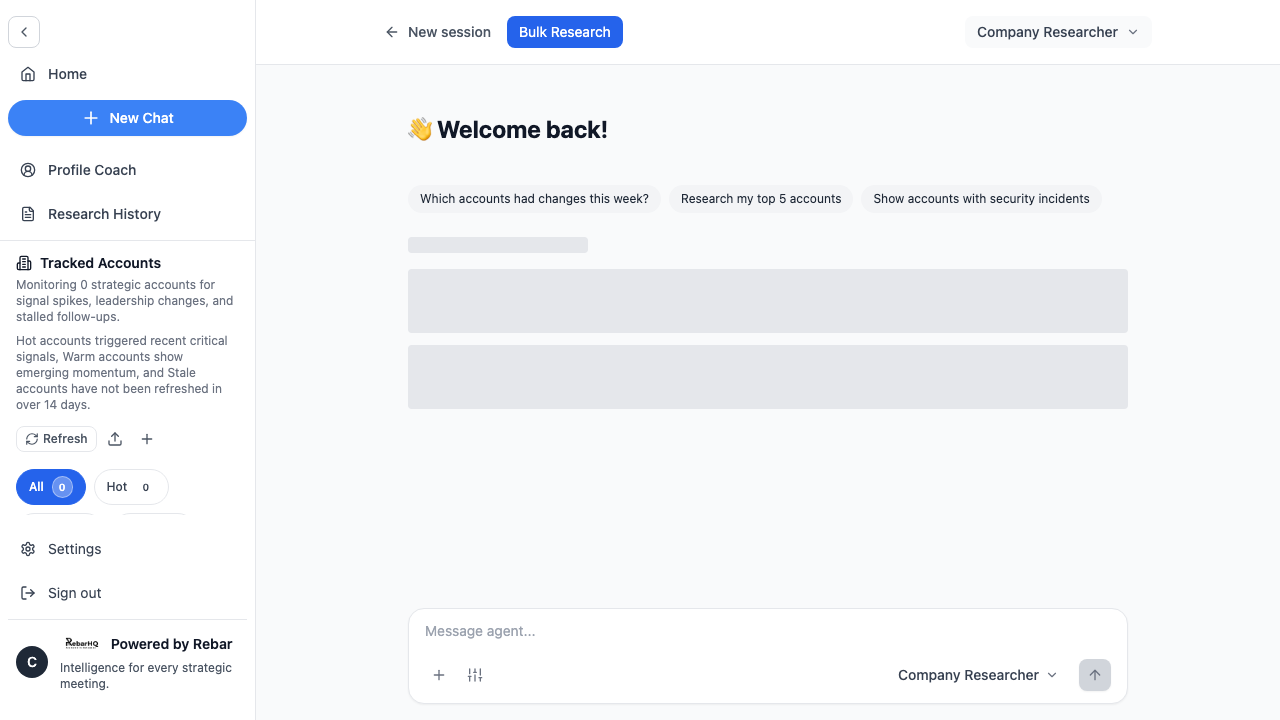 Home
New Chat
Profile Coach
Research History
Tracked Accounts
Monitoring 0 strategic accounts for
signal spikes, leadership changes, and
stalled follow-ups.
Hot accounts triggered recent critical
signals, Warm accounts show
emerging momentum, and Stale
accounts have not been refreshed in
over 14 days.
Refresh
All 0
Hot 0
Settings
Sign out
C
RebarHQ
Powered by Rebar
Intelligence for every strategic
meeting.
New session
Bulk Research
Company Researcher
👋 Welcome back!
Which accounts had changes this week?
Research my top 5 accounts
Show accounts with security incidents
Message agent...
Company Researcher